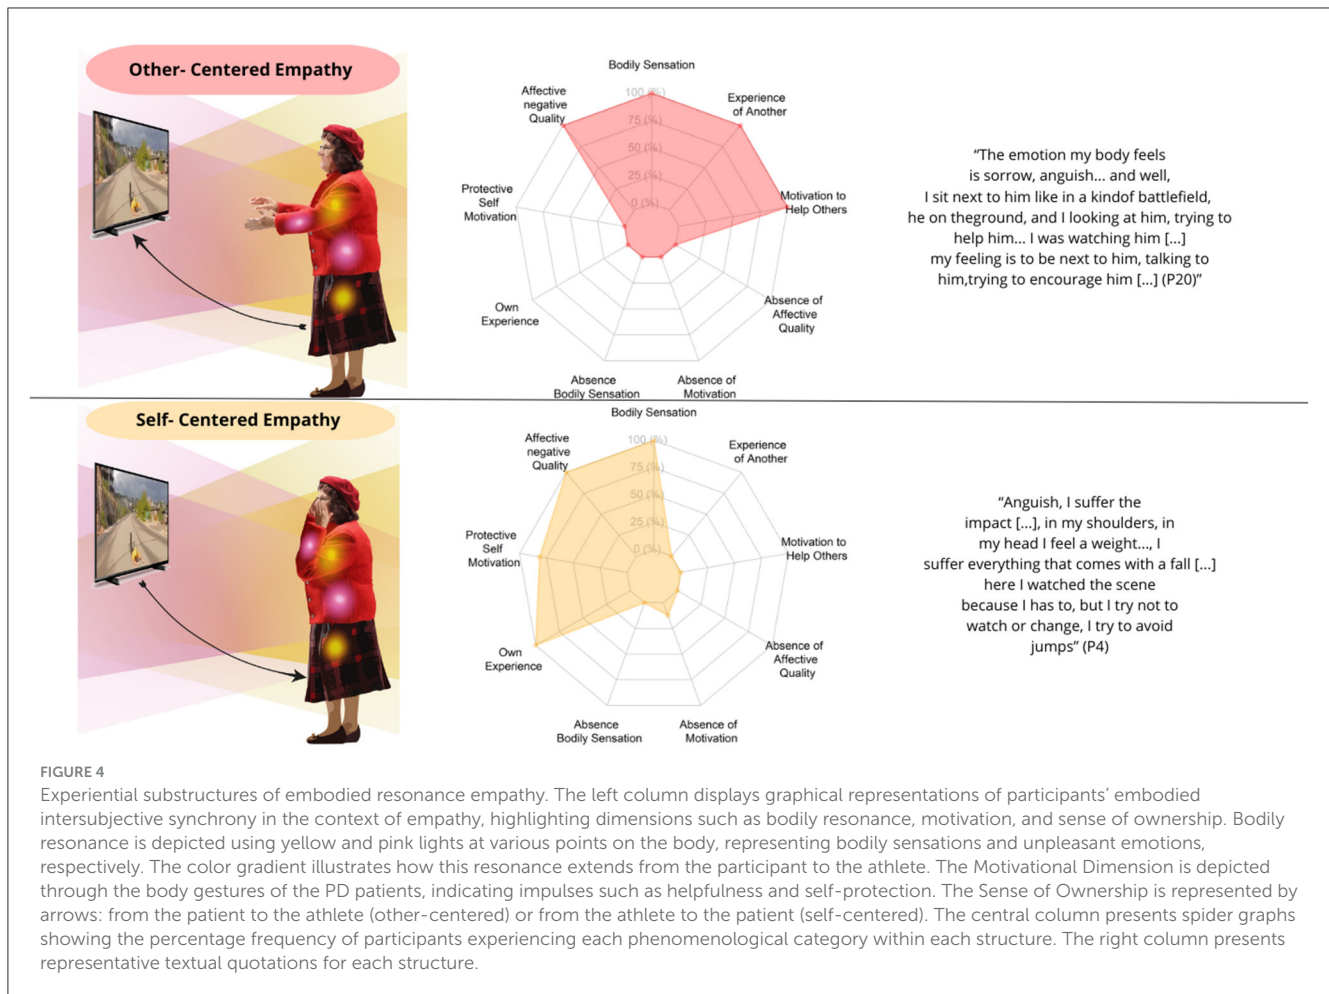 Other- Centered Empathy
Bodily Sensation
Experience
of Another
Motivation to
Help Others
Absence of
Affective
Quality
Absence of
Motivation
Absence
Bodily Sensation
Own
Experience
Protective
Self
Motivation
Affective
negative
Quality
100 (%)
75 (%)
50 (%)
25 (%)
0 (%)
“The emotion my body feels
is sorrow, anguish... and well,
I sit next to him like in a kindof battlefield,
he on theground, and I looking at him, trying to
help him... I was watching him [...]
my feeling is to be next to him, talking to
him,trying to encourage him [...] (P20)”
Self- Centered Empathy
Bodily Sensation
Experience
of Another
Motivation to
Help Others
Absence of
Affective
Quality
Absence of
Motivation
Absence
Bodily Sensation
Own
Experience
Protective
Self
Motivation
Affective
negative
Quality
100 (%)
75 (%)
50 (%)
25 (%)
0 (%)
“Anguish, I suffer the
impact [...], in my shoulders, in
my head I feel a weight..., I
suffer everything that comes with a fall [...]
here I watched the scene
because I has to, but I try not to
watch or change, I try to avoid
jumps” (P4)
FIGURE 4
Experiential substructures of embodied resonance empathy. The left column displays graphical representations of participants’ embodied
intersubjective synchrony in the context of empathy, highlighting dimensions such as bodily resonance, motivation, and sense of ownership. Bodily
resonance is depicted using yellow and pink lights at various points on the body, representing bodily sensations and unpleasant emotions,
respectively. The color gradient illustrates how this resonance extends from the participant to the athlete. The Motivational Dimension is depicted
through the body gestures of the PD patients, indicating impulses such as helpfulness and self-protection. The Sense of Ownership is represented by
arrows: from the patient to the athlete (other-centered) or from the athlete to the patient (self-centered). The central column presents spider graphs
showing the percentage frequency of participants experiencing each phenomenological category within each structure. The right column presents
representative textual quotations for each structure.